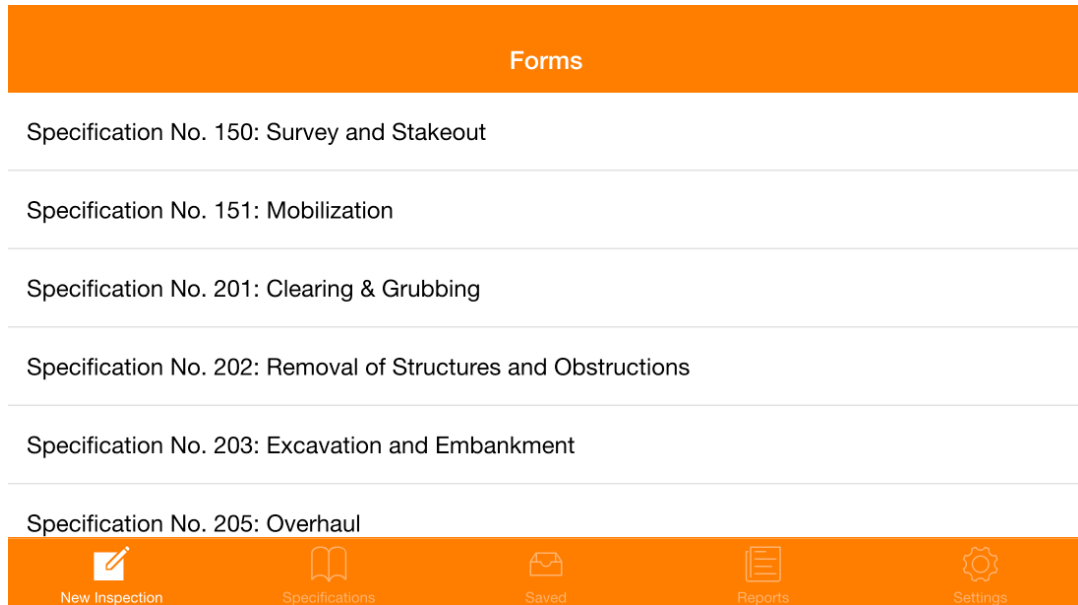 Forms
Specification No. 150: Survey and Stakeout
Specification No. 151: Mobilization
Specification No. 201: Clearing & Grubbing
Specification No. 202: Removal of Structures and Obstructions
Specification No. 203: Excavation and Embankment
Specification No. 205: Overhaul
New Inspection
Specifications
Saved
Reports
Settings